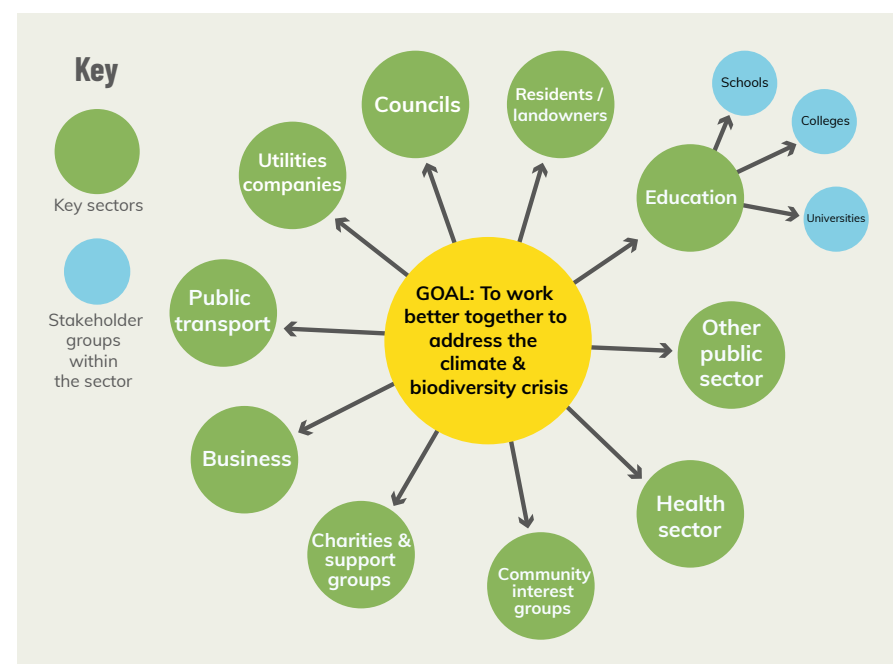 Key
Key sectors
Stakeholder
groups
within
the sector
Councils
Residents /
landowners
Schools
Colleges
Universities
Education
Utilities
companies
Public
transport
GOAL: To work
better together to
address the
climate &
biodiversity crisis
Other
public
sector
Business
Health
sector
Charities &
support
groups
Community
interest
groups